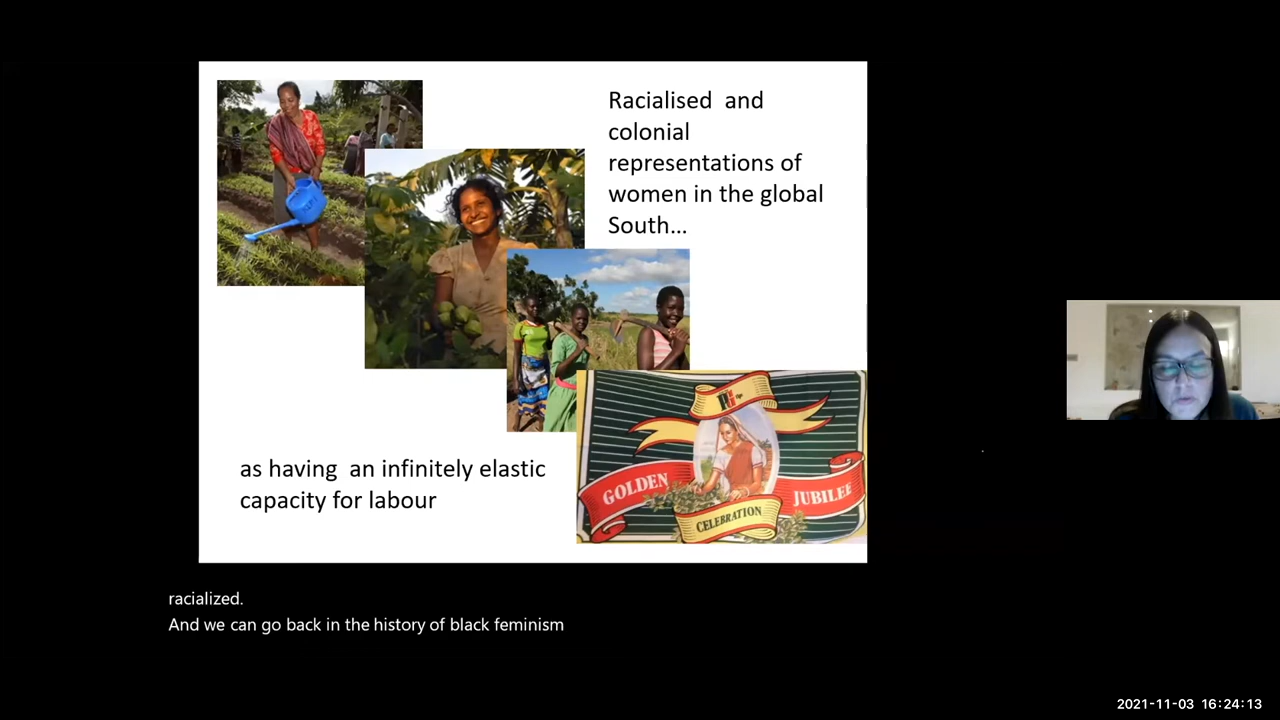 Racialised and
colonial
representations of
women in the global
South...
as having an infinitely elastic
capacity for labour
GOLDEN
JUBILEE
CELEBRATION
racialized.
And we can go back in the history of black feminism
2021-11-03 16:24:13